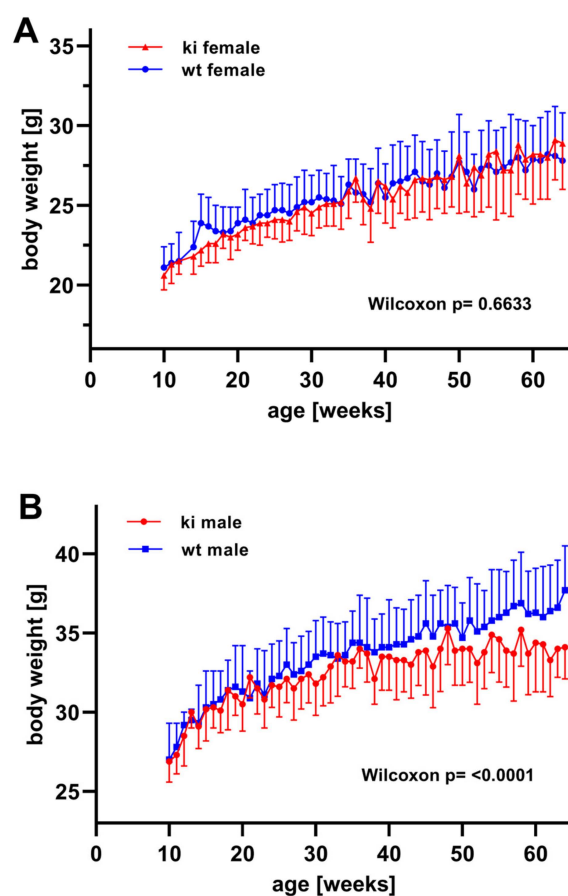 A
ki female
wt female
35
30
25
20
body weight [g]
Wilcoxon p= 0.6633
0 10 20 30 40 50 60
age [weeks]
B
ki male
wt male
40
35
30
25
body weight [g]
Wilcoxon p= <0.0001
0 10 20 30 40 50 60
age [weeks]